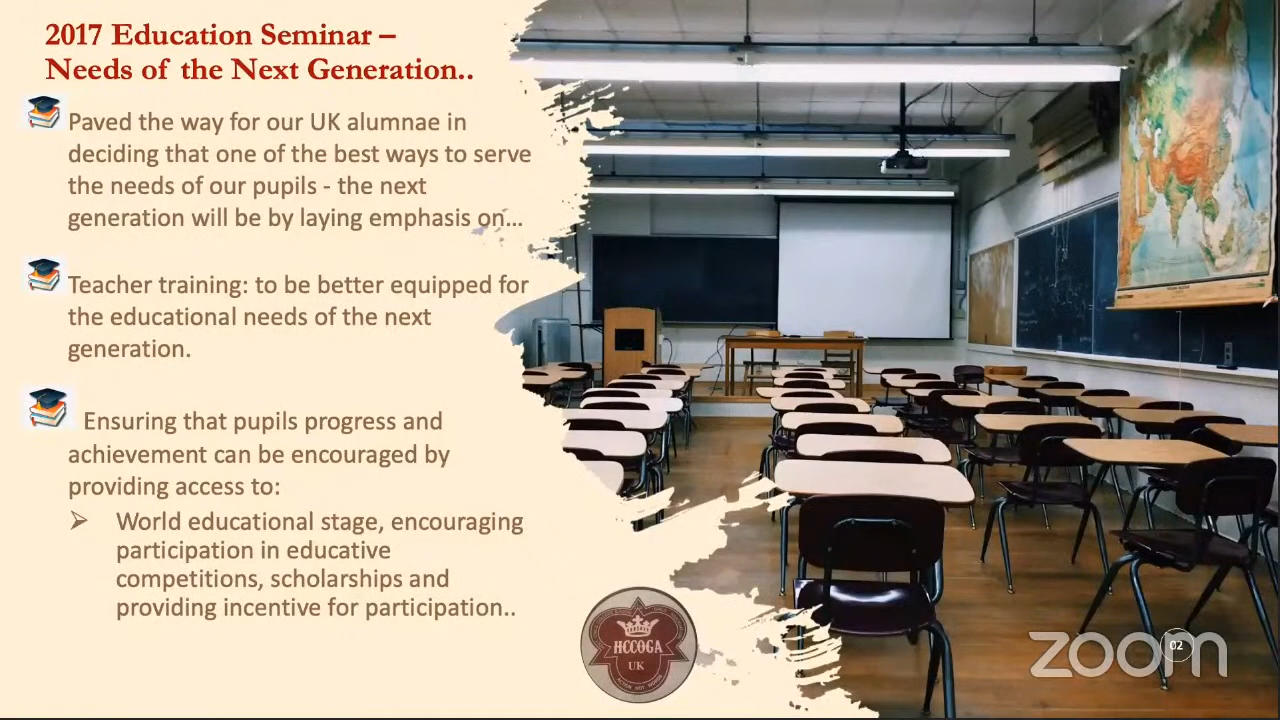 2017 Education Seminar –
Needs of the Next Generation..
Paved the way for our UK alumnae in
deciding that one of the best ways to serve
the needs of our pupils - the next
generation will be by laying emphasis on...
Teacher training: to be better equipped for
the educational needs of the next
generation.
Ensuring that pupils progress and
achievement can be encouraged by
providing access to:
➢ World educational stage, encouraging
participation in educative
competitions, scholarships and
providing incentive for participation..
HCCOGA
UK
ACTION NOT WORDS
zoom
02